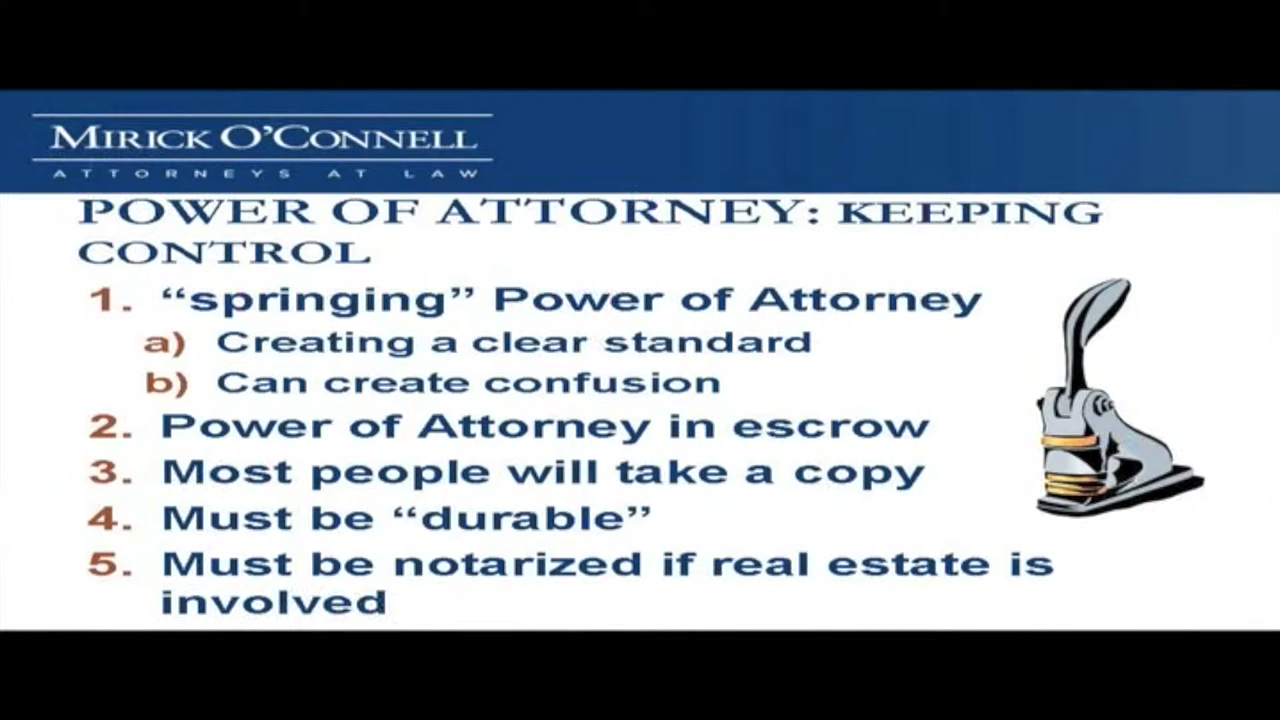 MIRICK O'CONNELL
ATTORNEYS AT LAW
POWER OF ATTORNEY: KEEPING
CONTROL
1. “springing” Power of Attorney
a) Creating a clear standard
b) Can create confusion
2. Power of Attorney in escrow
3. Most people will take a copy
4. Must be “durable”
5. Must be notarized if real estate is
involved